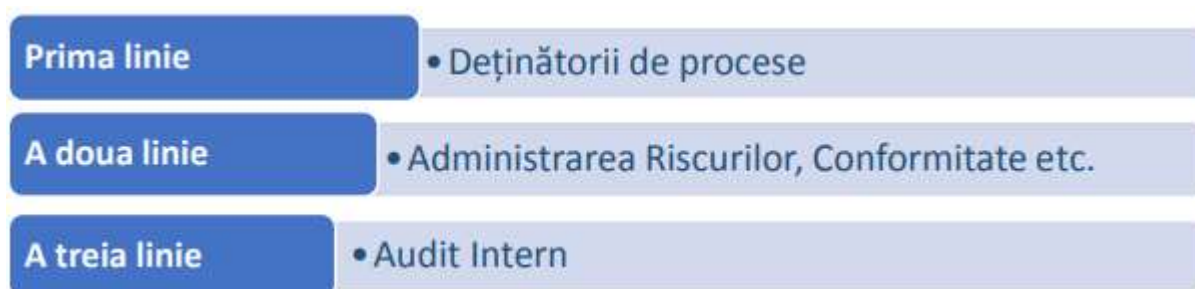 Prima linie
• Deținătorii de procese
A doua linie
• Administrarea Riscurilor, Conformitate etc.
A treia linie
• Audit Intern